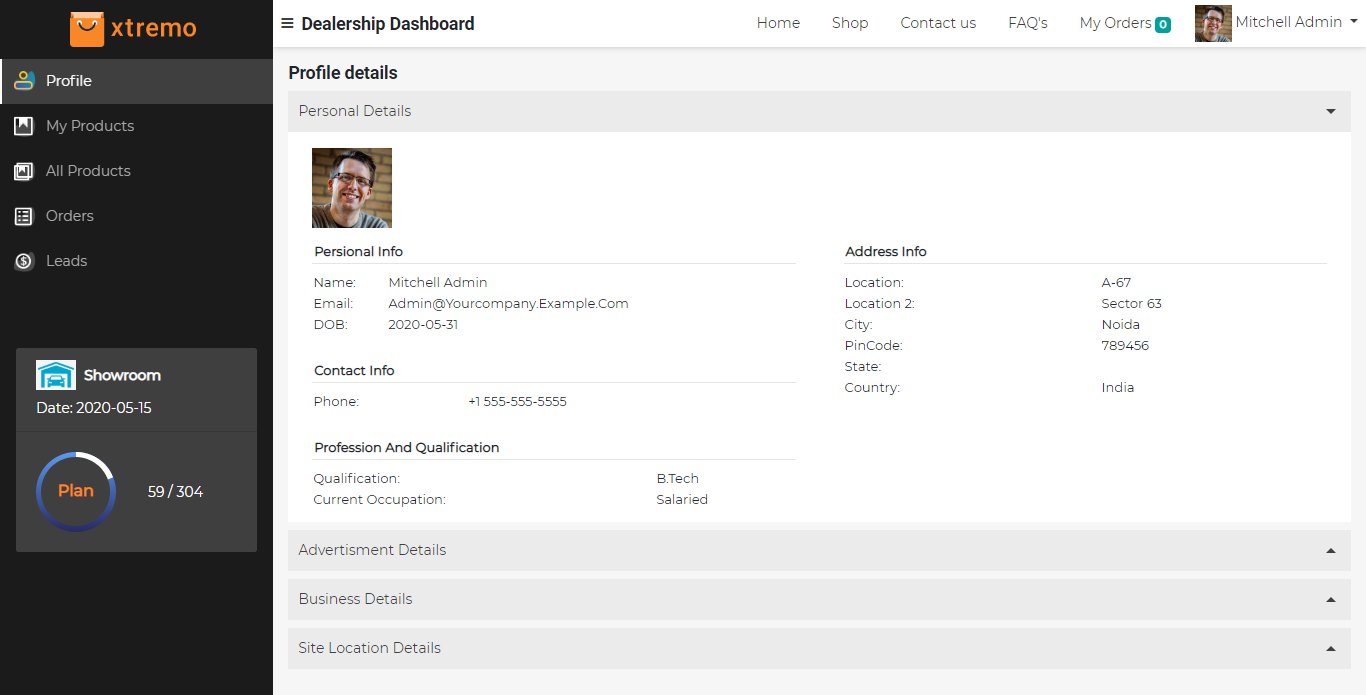 xtremo
Dealership Dashboard
Home
Shop
Contact us
FAQ's
My Orders 0
Mitchell Admin
Profile
My Products
All Products
Orders
Leads
Showroom
Date: 2020-05-15
Plan
59 / 304
Profile details
Personal Details
Persional Info
Name: Mitchell Admin
Email: Admin@Yourcompany.Example.Com
DOB: 2020-05-31
Contact Info
Phone: +1 555-555-5555
Profession And Qualification
Qualification: B.Tech
Current Occupation: Salaried
Address Info
Location: A-67
Location 2: Sector 63
City: Noida
PinCode: 789456
State:
Country: India
Advertisment Details
Business Details
Site Location Details